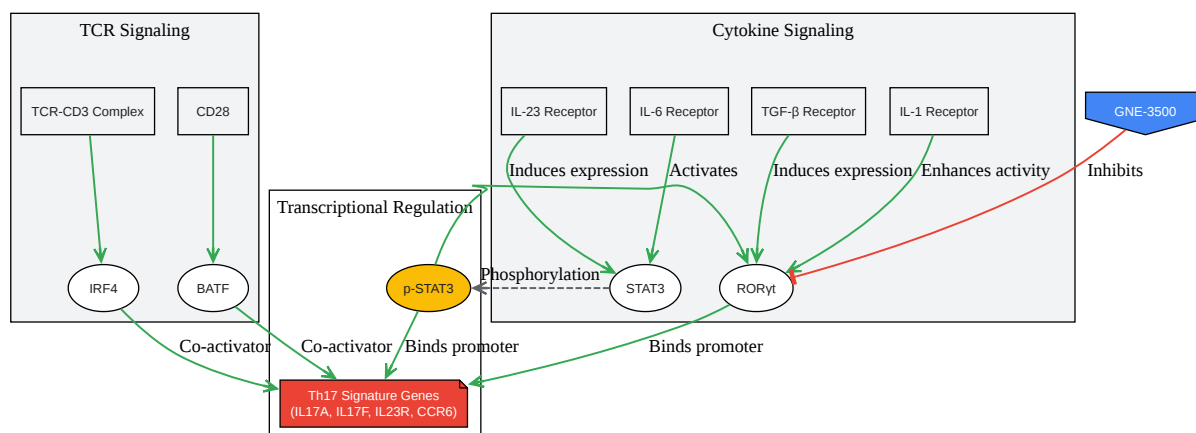 TCR Signaling
Cytokine Signaling
TCR-CD3 Complex
CD28
IL-23 Receptor
IL-6 Receptor
TGF-β Receptor
IL-1 Receptor
GNE-3500
Induces expression
Activates
Induces expression
Enhances activity
Inhibits
Transcriptional Regulation
Phosphorylation
IRF4
BATF
p-STAT3
STAT3
RORγt
Co-activator
Co-activator
Binds promoter
Binds promoter
Th17 Signature Genes
(IL17A, IL17F, IL23R, CCR6)